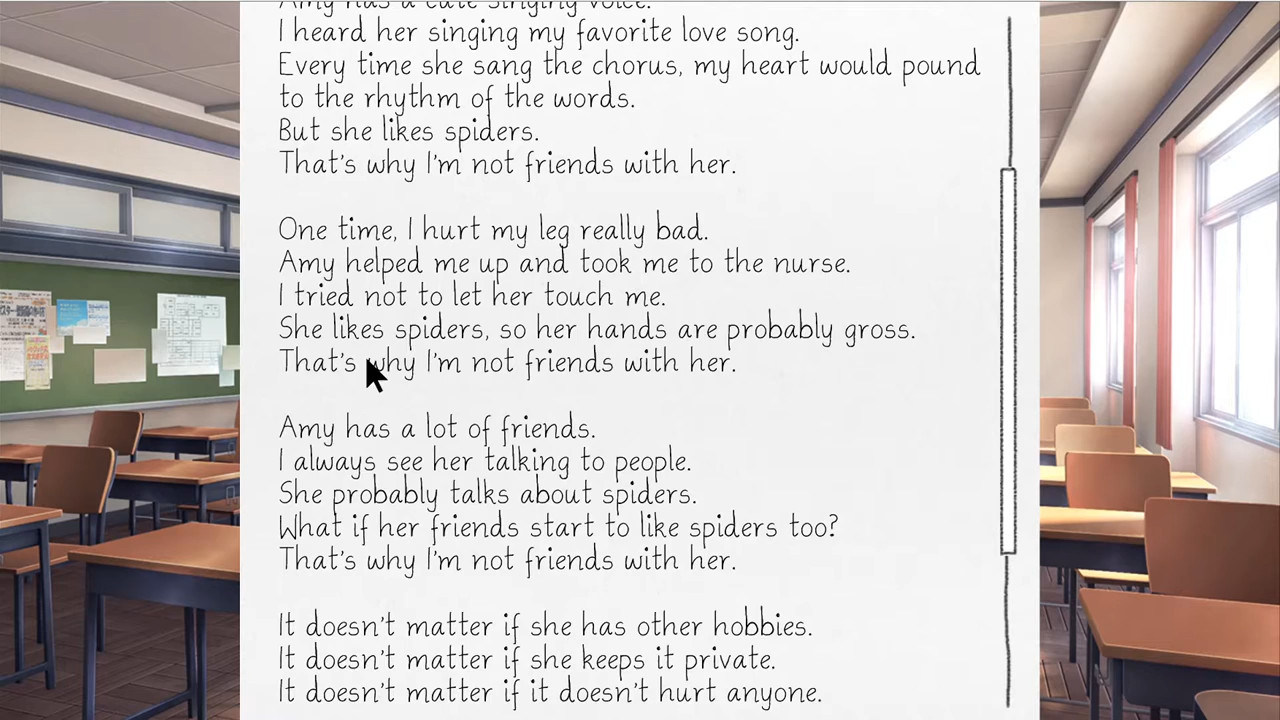 Amy has a cute singing voice.
I heard her singing my favorite love song.
Every time she sang the chorus, my heart would pound
to the rhythm of the words.
But she likes spiders.
That's why I'm not friends with her.
One time, I hurt my leg really bad.
Amy helped me up and took me to the nurse.
I tried not to let her touch me.
She likes spiders, so her hands are probably gross.
That's why I'm not friends with her.
Amy has a lot of friends.
I always see her talking to people.
She probably talks about spiders.
What if her friends start to like spiders too?
That's why I'm not friends with her.
It doesn't matter if she has other hobbies.
It doesn't matter if she keeps it private.
It doesn't matter if it doesn't hurt anyone.